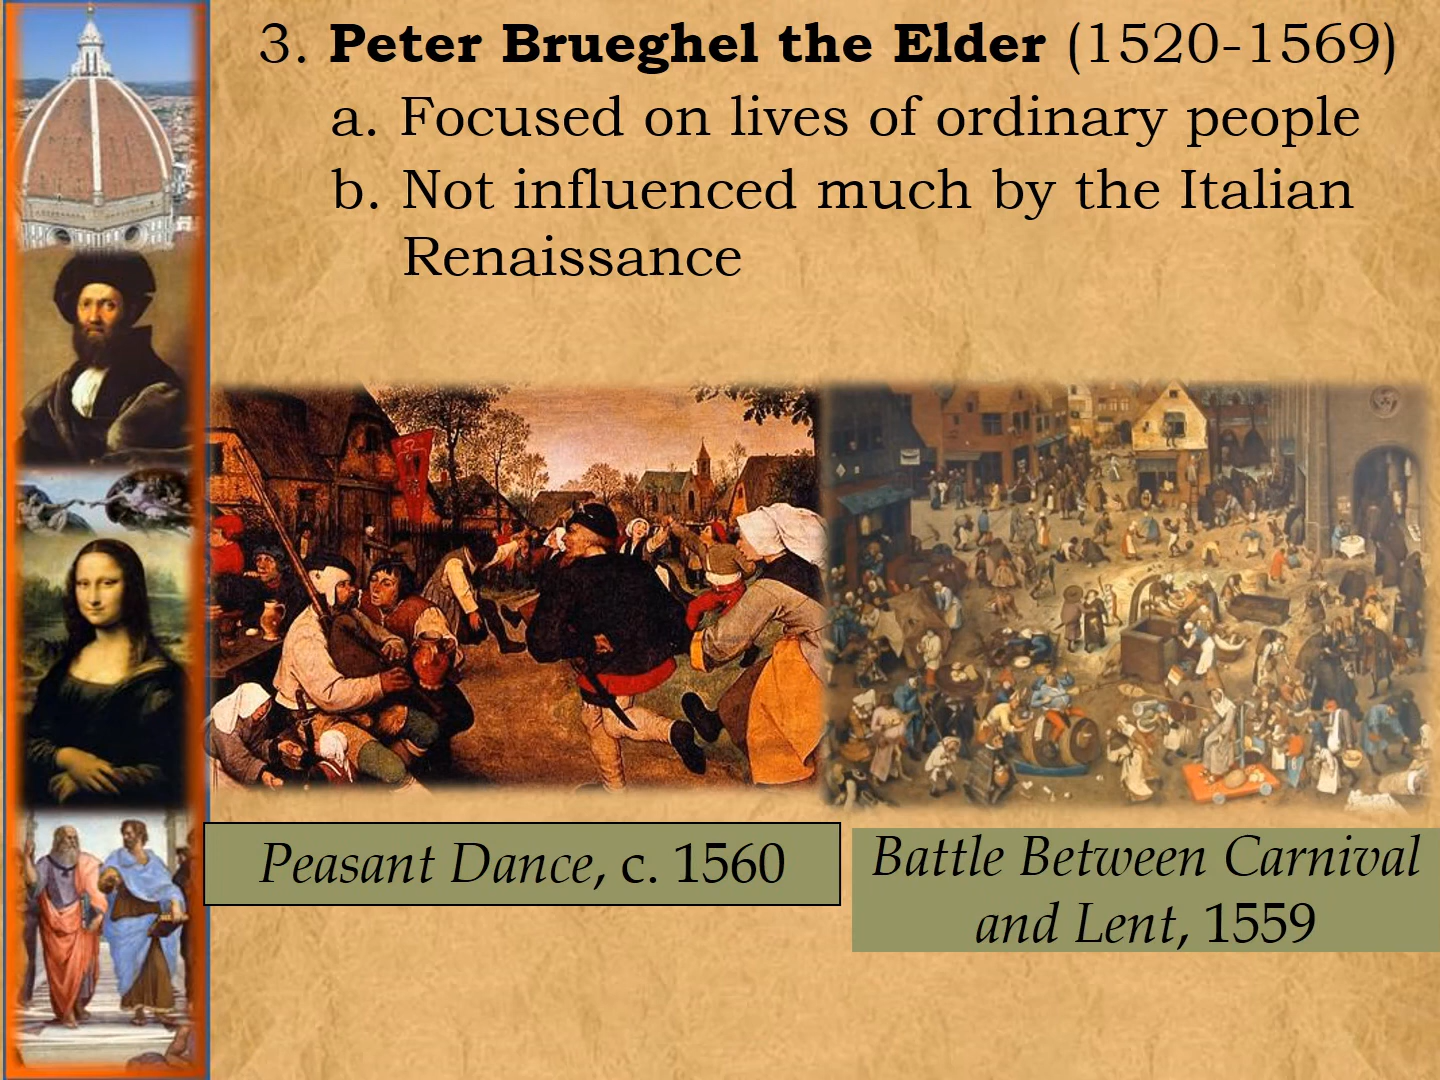 3. Peter Brueghel the Elder (1520-1569)
a. Focused on lives of ordinary people
b. Not influenced much by the Italian
Renaissance
Peasant Dance, c. 1560
Battle Between Carnival
and Lent, 1559